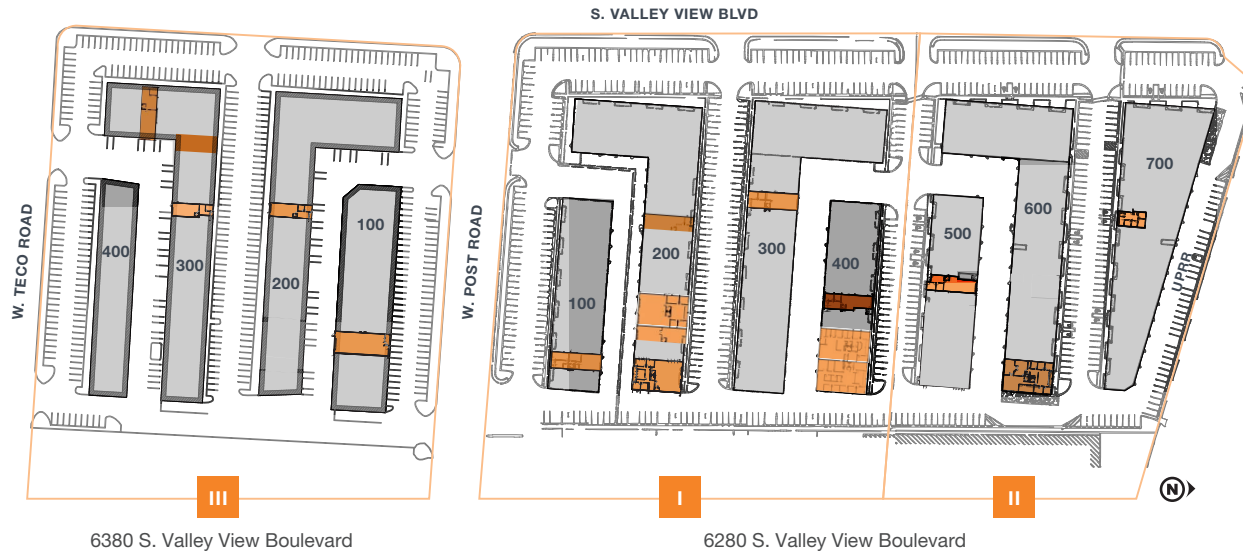 S. VALLEY VIEW BLVD
W. TECO ROAD
400
300
200
100
W. POST ROAD
100
200
300
400
500
600
700
UPRR
III
I
II
N
6380 S. Valley View Boulevard
6280 S. Valley View Boulevard